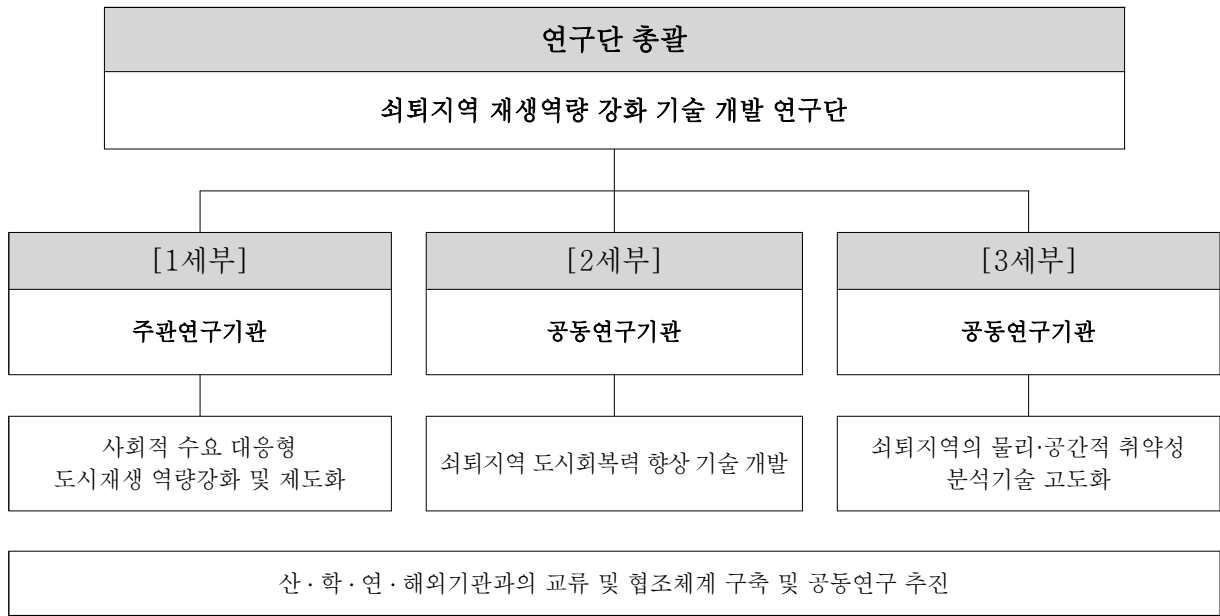 연구단 총괄
쇠퇴지역 재생역량 강화 기술 개발 연구단
[1세부]
주관연구기관
사회적 수요 대응형
도시재생 역량강화 및 제도화
[2세부]
공동연구기관
쇠퇴지역 도시회복력 향상 기술 개발
[3세부]
공동연구기관
쇠퇴지역의 물리·공간적 취약성
분석기술 고도화
산·학·연·해외기관과의 교류 및 협조체계 구축 및 공동연구 추진